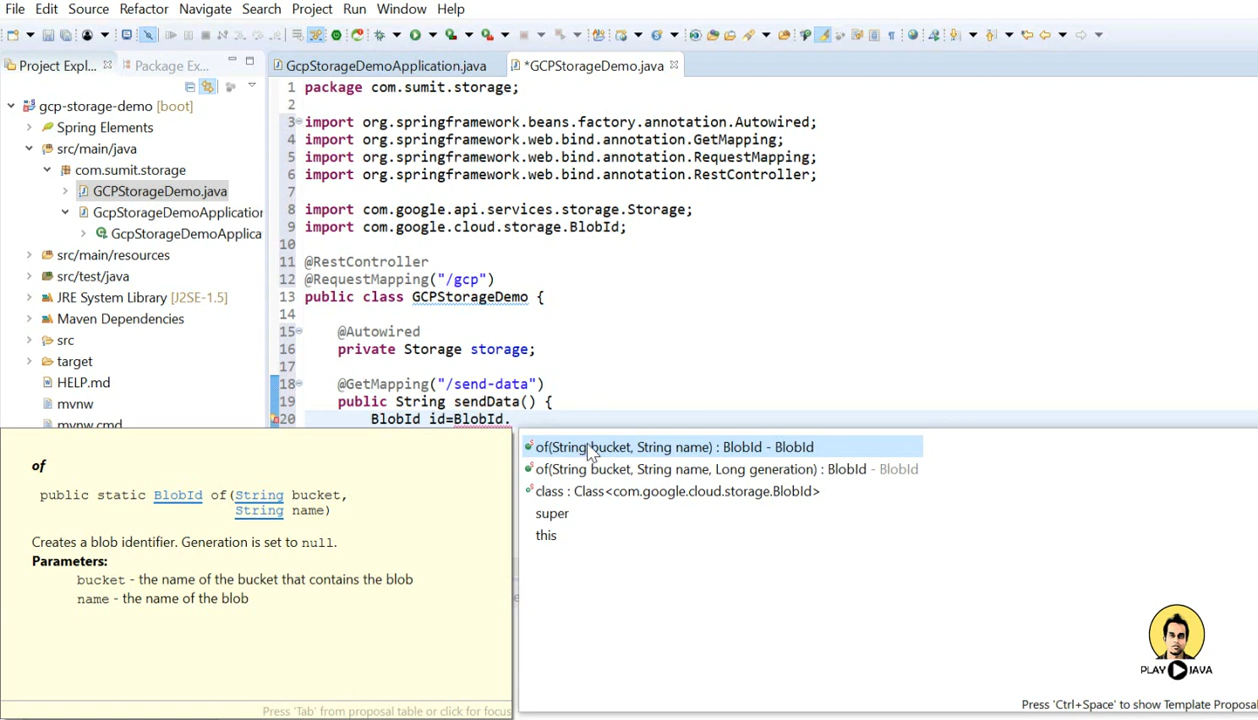 File Edit Source Refactor Navigate Search Project Run Window Help
Project Expl...
Package Ex...
GcpStorageDemoApplication.java
*GCPStorageDemo.java
gcp-storage-demo [boot]
Spring Elements
src/main/java
com.sumit.storage
GCPStorageDemo.java
GcpStorageDemoApplication
GcpStorageDemoApplica
src/main/resources
src/test/java
JRE System Library [J2SE-1.5]
Maven Dependencies
src
target
HELP.md
mvnw
mvnw.cmd
1 package com.sumit.storage;
2
3 import org.springframework.beans.factory.annotation.Autowired;
4 import org.springframework.web.bind.annotation.GetMapping;
5 import org.springframework.web.bind.annotation.RequestMapping;
6 import org.springframework.web.bind.annotation.RestController;
7
8 import com.google.api.services.storage.Storage;
9 import com.google.cloud.storage.BlobId;
10
11 @RestController
12 @RequestMapping("/gcp")
13 public class GCPStorageDemo {
14
15 @Autowired
16 private Storage storage;
17
18 @GetMapping("/send-data")
19 public String sendData() {
20 BlobId id=BlobId.
of
public static BlobId of(String bucket,
String name)
Creates a blob identifier. Generation is set to null.
Parameters:
bucket - the name of the bucket that contains the blob
name - the name of the blob
Press 'Tab' from proposal table or click for focus
of(String bucket, String name) : BlobId - BlobId
of(String bucket, String name, Long generation) : BlobId - BlobId
class : Class<com.google.cloud.storage.BlobId>
super
this
PLAY JAVA
Press 'Ctrl+Space' to show Template Proposa